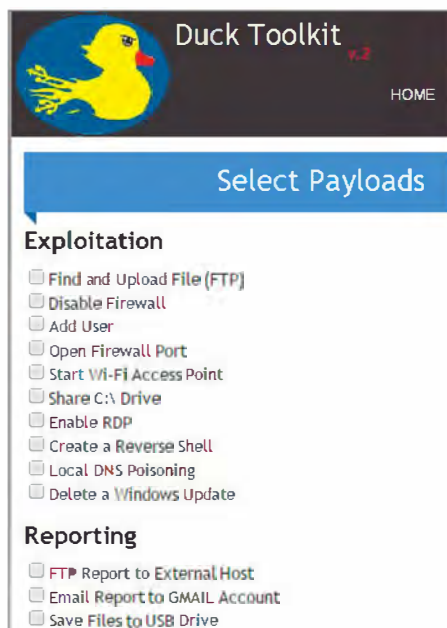 Duck Toolkit
v.2
HOME
Select Payloads
Exploitation
Find and Upload File (FTP)
Disable Firewall
Add User
Open Firewall Port
Start Wi-Fi Access Point
Share C:\ Drive
Enable RDP
Create a Reverse Shell
Local DNS Poisoning
Delete a Windows Update
Reporting
FTP Report to External Host
Email Report to GMAIL Account
Save Files to USB Drive